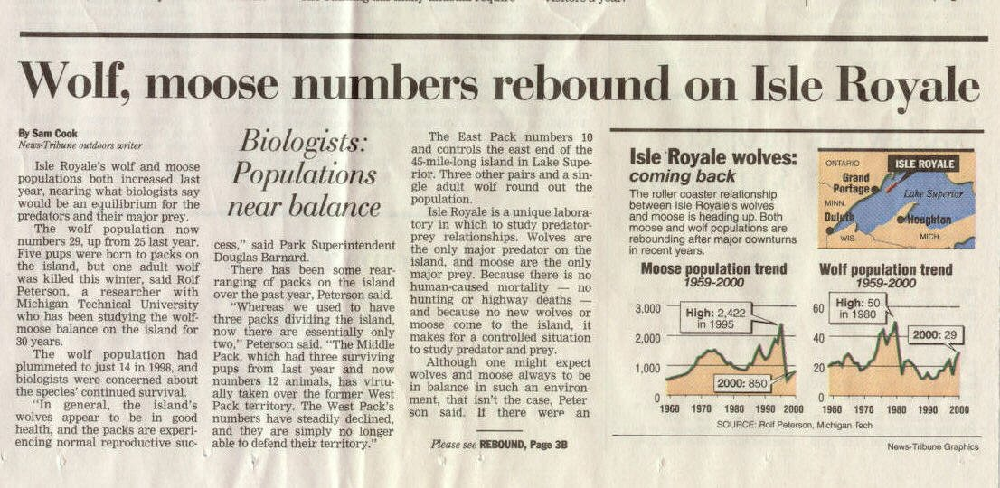 Wolf, moose numbers rebound on Isle Royale
By Sam Cook
News-Tribune outdoors writer
Isle Royale's wolf and moose
populations both increased last
year, nearing what biologists say
would be an equilibrium for the
predators and their major prey.
The wolf population now
numbers 29, up from 25 last year.
Five pups were born to packs on
the island, but one adult wolf
was killed this winter, said Rolf
Peterson, a researcher with
Michigan Technical University
who has been studying the wolf-
moose balance on the island for
30 years.
The wolf population had
plummeted to just 14 in 1998, and
biologists were concerned about
the species' continued survival.
"In general, the island's
wolves appear to be in good
health, and the packs are experi-
encing normal reproductive suc-
Biologists:
Populations
near balance
cess," said Park Superintendent
Douglas Barnard.
There has been some rear-
ranging of packs on the island
over the past year, Peterson said.
"Whereas we used to have
three packs dividing the island,
now there are essentially only
two," Peterson said. "The Middle
Pack, which had three surviving
pups from last year and now
numbers 12 animals, has virtu-
ally taken over the former West
Pack territory. The West Pack's
numbers have steadily declined,
and they are simply no longer
able to defend their territory."
The East Pack numbers 10
and controls the east end of the
45-mile-long island in Lake Supe-
rior. Three other pairs and a sin-
gle adult wolf round out the
population.
Isle Royale is a unique labora-
tory in which to study predator-
prey relationships. Wolves are
the only major predator on the
island, and moose are the only
major prey. Because there is no
human-caused mortality — no
hunting or highway deaths —
and because no new wolves or
moose come to the island, it
makes for a controlled situation
to study predator and prey.
Although one might expect
wolves and moose always to be
in balance in such an environ
ment, that isn't the case, Peter
son said. If there were an
Please see REBOUND, Page 3B
Isle Royale wolves:
coming back
The roller coaster relationship
between Isle Royale's wolves
and moose is heading up. Both
moose and wolf populations are
rebounding after major downturns
in recent years.
ONTARIO
ISLE ROYALE
Grand
Portage
Lake Superior
MINN.
Duluth
Houghton
WIS.
MICH.
Moose population trend
1959-2000
3,000
2,000
1,000
0
High: 2,422
in 1995
2000: 850
1960 1970 1980 1990 2000
Wolf population trend
1959-2000
60
40
20
0
High: 50
in 1980
2000: 29
1960 1970 1980 1990 2000
SOURCE: Rolf Peterson, Michigan Tech
News-Tribune Graphics